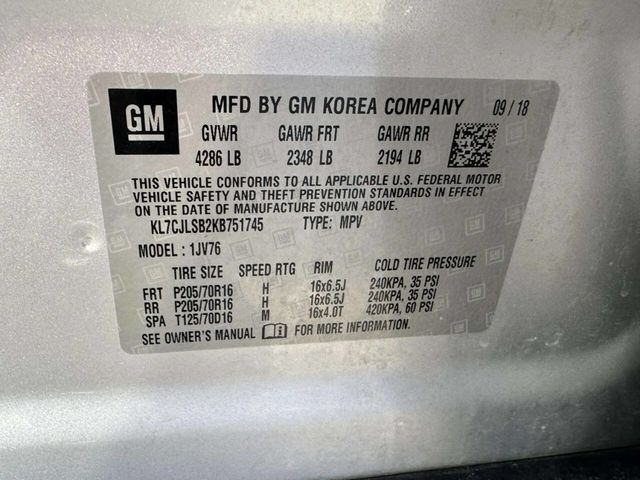 GM
MFD BY GM KOREA COMPANY 09 / 18
GVWR GAWR FRT GAWR RR
4286 LB 2348 LB 2194 LB
THIS VEHICLE CONFORMS TO ALL APPLICABLE U.S. FEDERAL MOTOR
VEHICLE SAFETY AND THEFT PREVENTION STANDARDS IN EFFECT
ON THE DATE OF MANUFACTURE SHOWN ABOVE.
KL7CJLSB2KB751745 TYPE: MPV
MODEL : 1JV76
TIRE SIZE SPEED RTG RIM COLD TIRE PRESSURE
FRT P205/70R16 H 16x6.5J 240KPA, 35 PSI
RR P205/70R16 H 16x6.5J 240KPA, 35 PSI
SPA T125/70D16 M 16x4.0T 420KPA, 60 PSI
SEE OWNER'S MANUAL i FOR MORE INFORMATION.